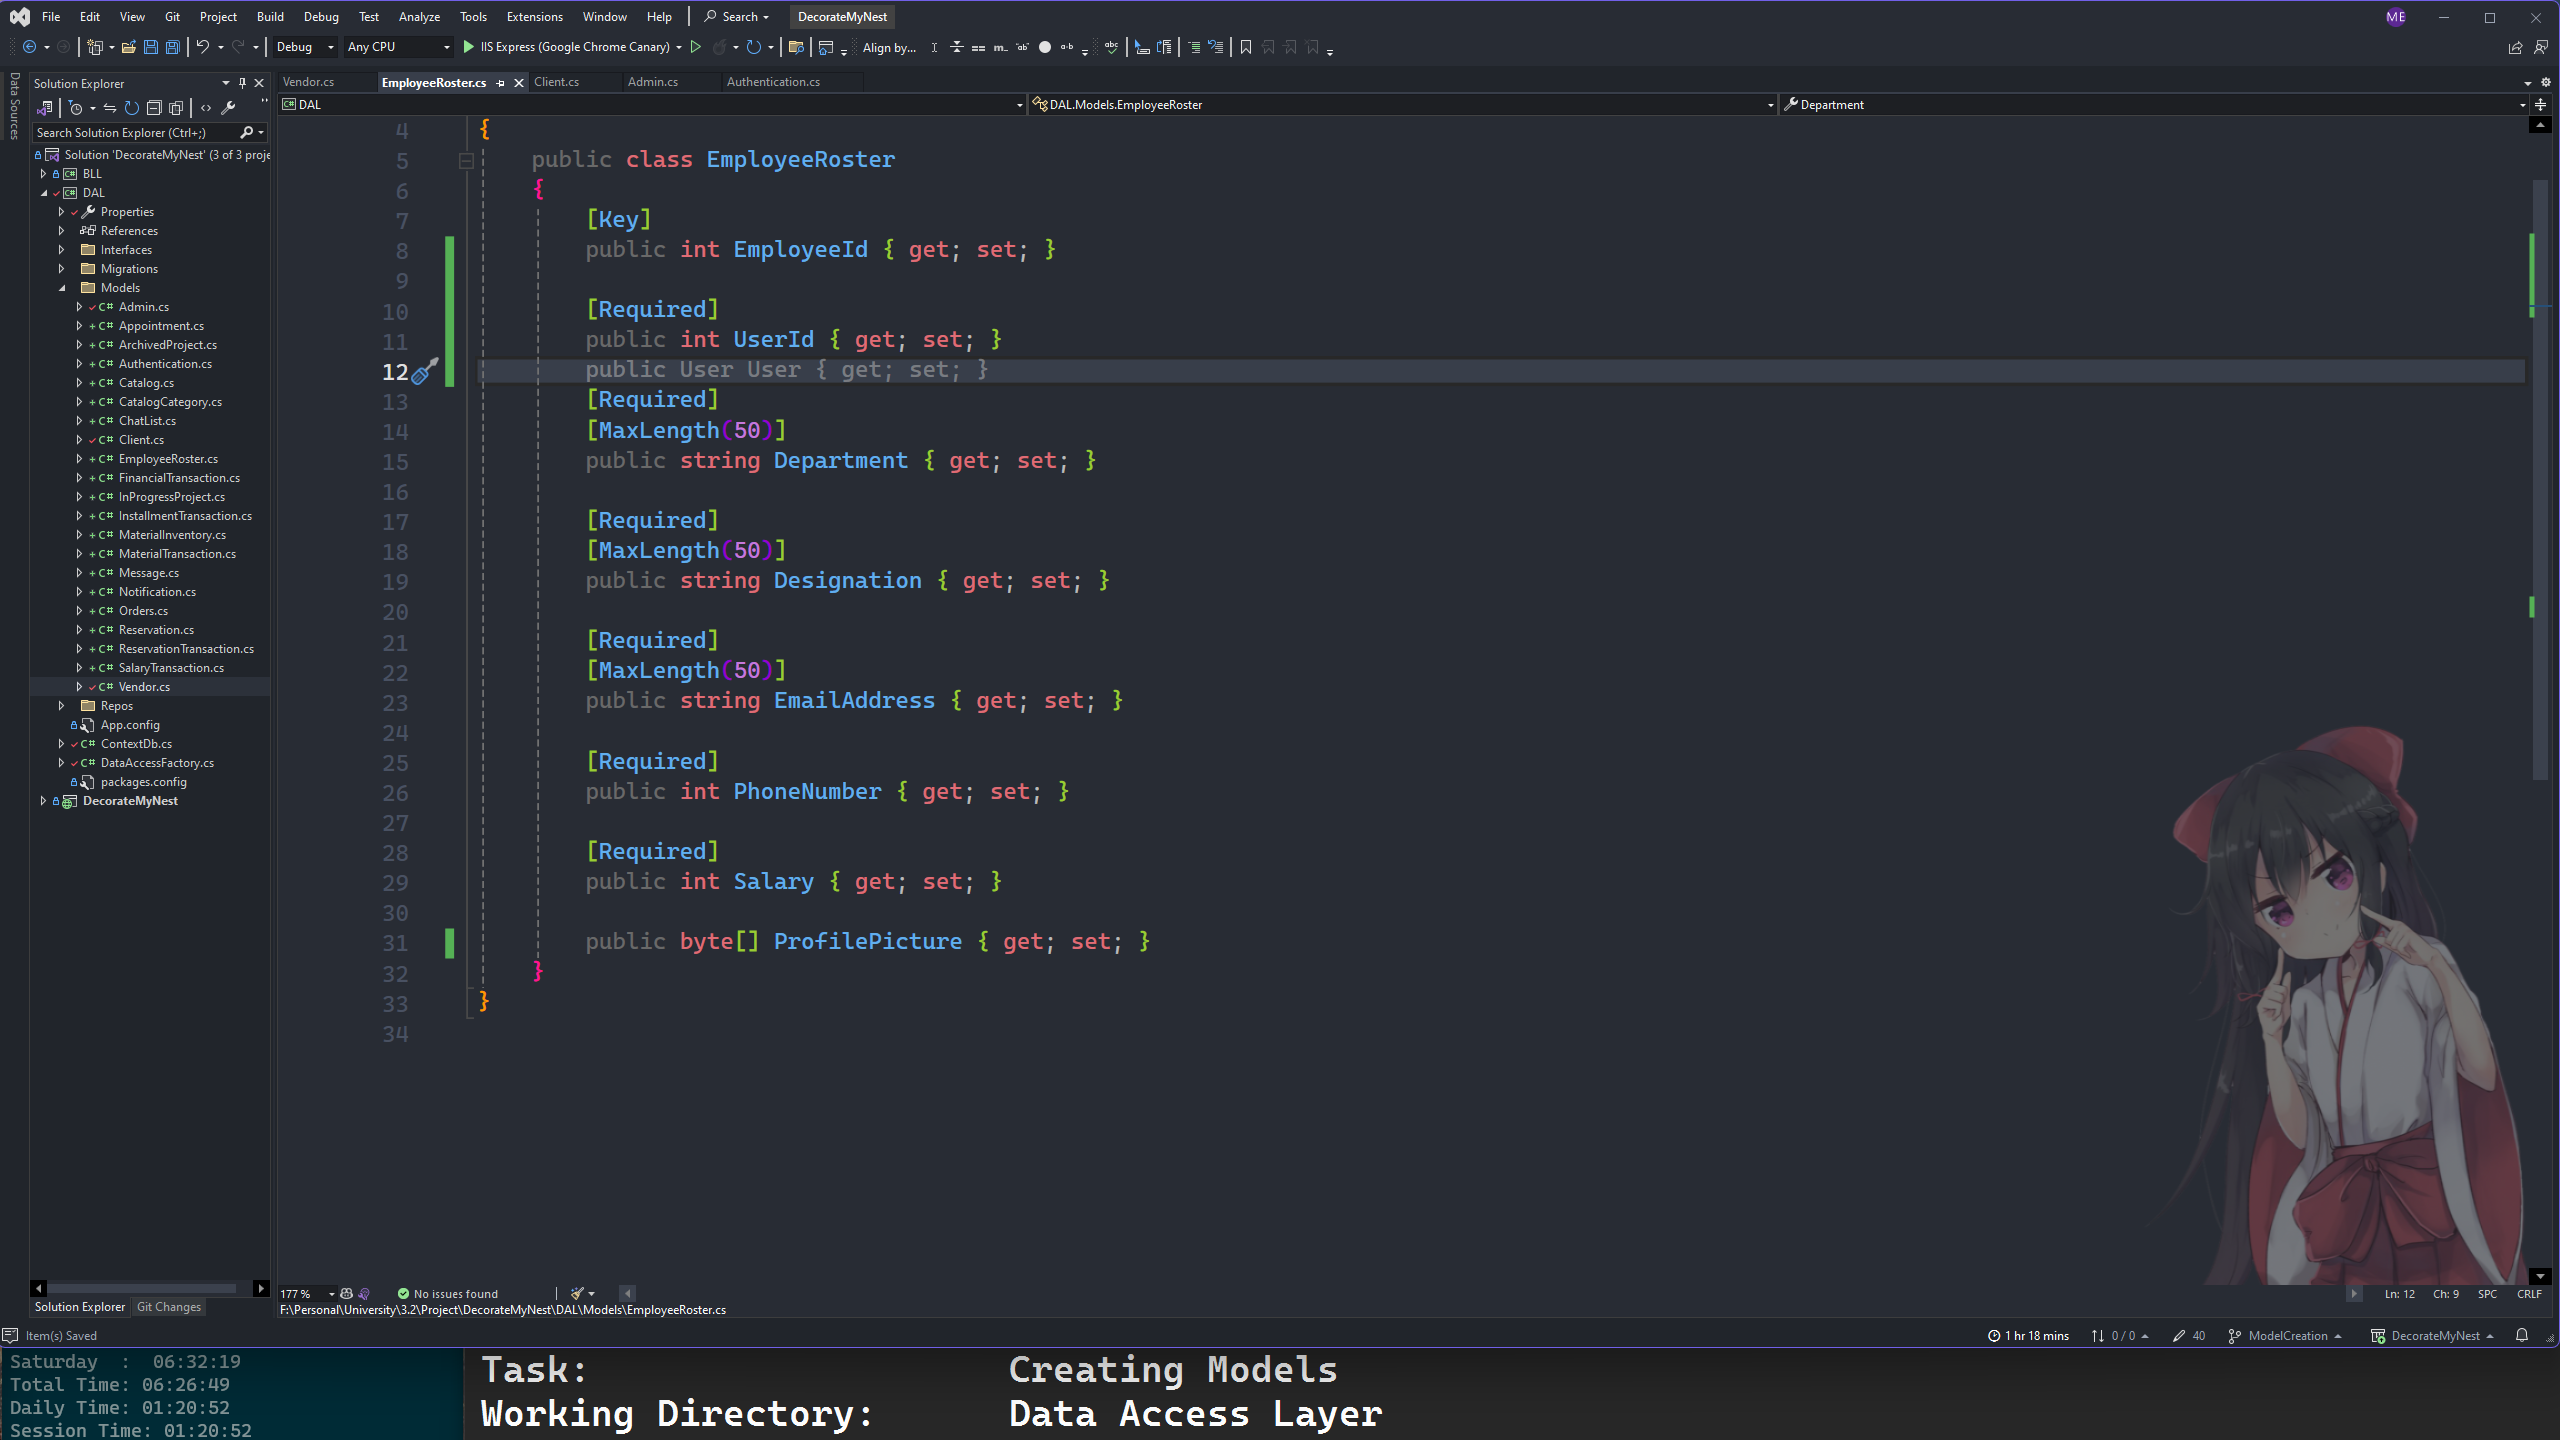 File Edit View Git Project Build Debug Test Analyze Tools Extensions Window Help Search DecorateMyNest ME
Debug Any CPU IIS Express (Google Chrome Canary) Align by...
Data Sources
Solution Explorer
Search Solution Explorer (Ctrl+;)
Solution 'DecorateMyNest' (3 of 3 proje
BLL
DAL
Properties
References
Interfaces
Migrations
Models
C# Admin.cs
C# Appointment.cs
C# ArchivedProject.cs
C# Authentication.cs
C# Catalog.cs
C# CatalogCategory.cs
C# ChatList.cs
C# Client.cs
C# EmployeeRoster.cs
C# FinancialTransaction.cs
C# InProgressProject.cs
C# InstallmentTransaction.cs
C# MaterialInventory.cs
C# MaterialTransaction.cs
C# Message.cs
C# Notification.cs
C# Orders.cs
C# Reservation.cs
C# ReservationTransaction.cs
C# SalaryTransaction.cs
C# Vendor.cs
Repos
App.config
C# ContextDb.cs
C# DataAccessFactory.cs
packages.config
DecorateMyNest
Solution Explorer Git Changes
Vendor.cs EmployeeRoster.cs Client.cs Admin.cs Authentication.cs
DAL DAL.Models.EmployeeRoster Department
4 {
5 public class EmployeeRoster
6 {
7 [Key]
8 public int EmployeeId { get; set; }
9
10 [Required]
11 public int UserId { get; set; }
12 public User User { get; set; }
13 [Required]
14 [MaxLength(50)]
15 public string Department { get; set; }
16
17 [Required]
18 [MaxLength(50)]
19 public string Designation { get; set; }
20
21 [Required]
22 [MaxLength(50)]
23 public string EmailAddress { get; set; }
24
25 [Required]
26 public int PhoneNumber { get; set; }
27
28 [Required]
29 public int Salary { get; set; }
30
31 public byte[] ProfilePicture { get; set; }
32 }
33 }
34
177 % No issues found Ln: 12 Ch: 9 SPC CRLF
F:\Personal\University\3.2\Project\DecorateMyNest\DAL\Models\EmployeeRoster.cs
Item(s) Saved 1 hr 18 mins 0 / 0 40 ModelCreation DecorateMyNest
Saturday : 06:32:19
Total Time: 06:26:49
Daily Time: 01:20:52
Session Time: 01:20:52
Task: Creating Models
Working Directory: Data Access Layer